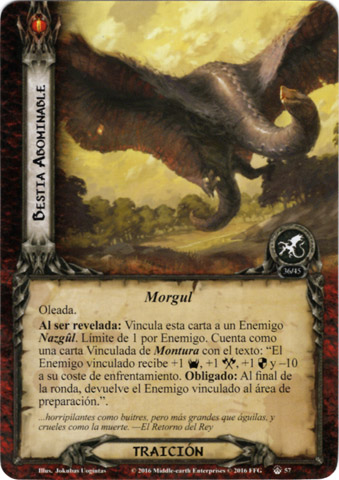 BESTIA ABOMINABLE
36/45
Morgul
Oleada.
Al ser revelada: Vincula esta carta a un Enemigo
Nazgûl. Límite de 1 por Enemigo. Cuenta como
una carta Vinculada de Montura con el texto: “El
Enemigo vinculado recibe +1 , +1 , +1 y –10
a su coste de enfrentamiento. Obligado: Al final de
la ronda, devuelve el Enemigo vinculado al área de
preparación.”.
...horripilantes como buitres, pero más grandes que águilas, y
crueles como la muerte. —El Retorno del Rey
TRAICIÓN
Illus. Jokubas Uogintas
© 2016 Middle-earth Enterprises © 2016 FFG
57